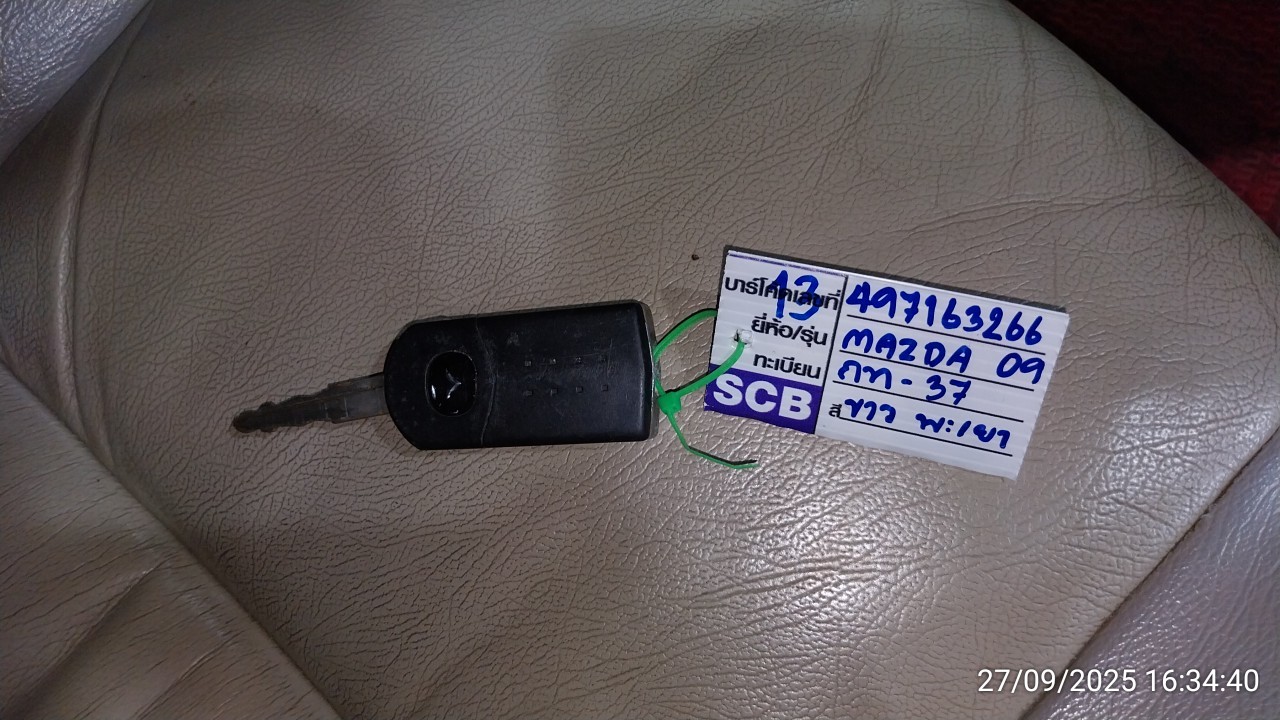 13
บาร์โค้ดเลขที่ 497163266
ยี่ห้อ/รุ่น MAZDA 09
ทะเบียน กท-37
SCB สี ขาว พะเยา
27/09/2025 16:34:40